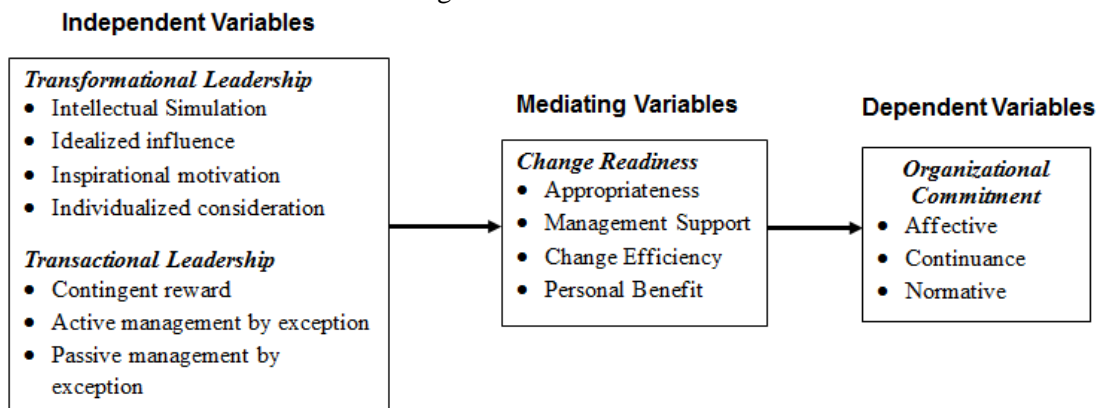 Independent Variables
Transformational Leadership
• Intellectual Simulation
• Idealized influence
• Inspirational motivation
• Individualized consideration
Transactional Leadership
• Contingent reward
• Active management by exception
• Passive management by
exception
Mediating Variables
Change Readiness
• Appropriateness
• Management Support
• Change Efficiency
• Personal Benefit
Dependent Variables
Organizational
Commitment
• Affective
• Continuance
• Normative